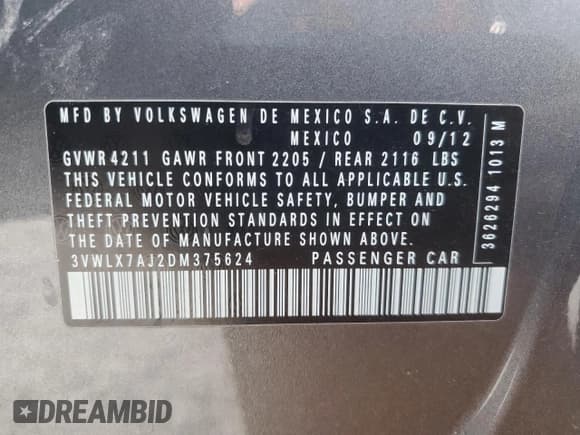 MFD BY VOLKSWAGEN DE MEXICO S.A. DE C.V.
MEXICO 09/12
GVWR 4211 GAWR FRONT 2205 / REAR 2116 LBS
THIS VEHICLE CONFORMS TO ALL APPLICABLE U.S.
FEDERAL MOTOR VEHICLE SAFETY, BUMPER AND
THEFT PREVENTION STANDARDS IN EFFECT ON
THE DATE OF MANUFACTURE SHOWN ABOVE.
3VWLX7AJ2DM375624 PASSENGER CAR
3626294 1013 M
DREAMBID